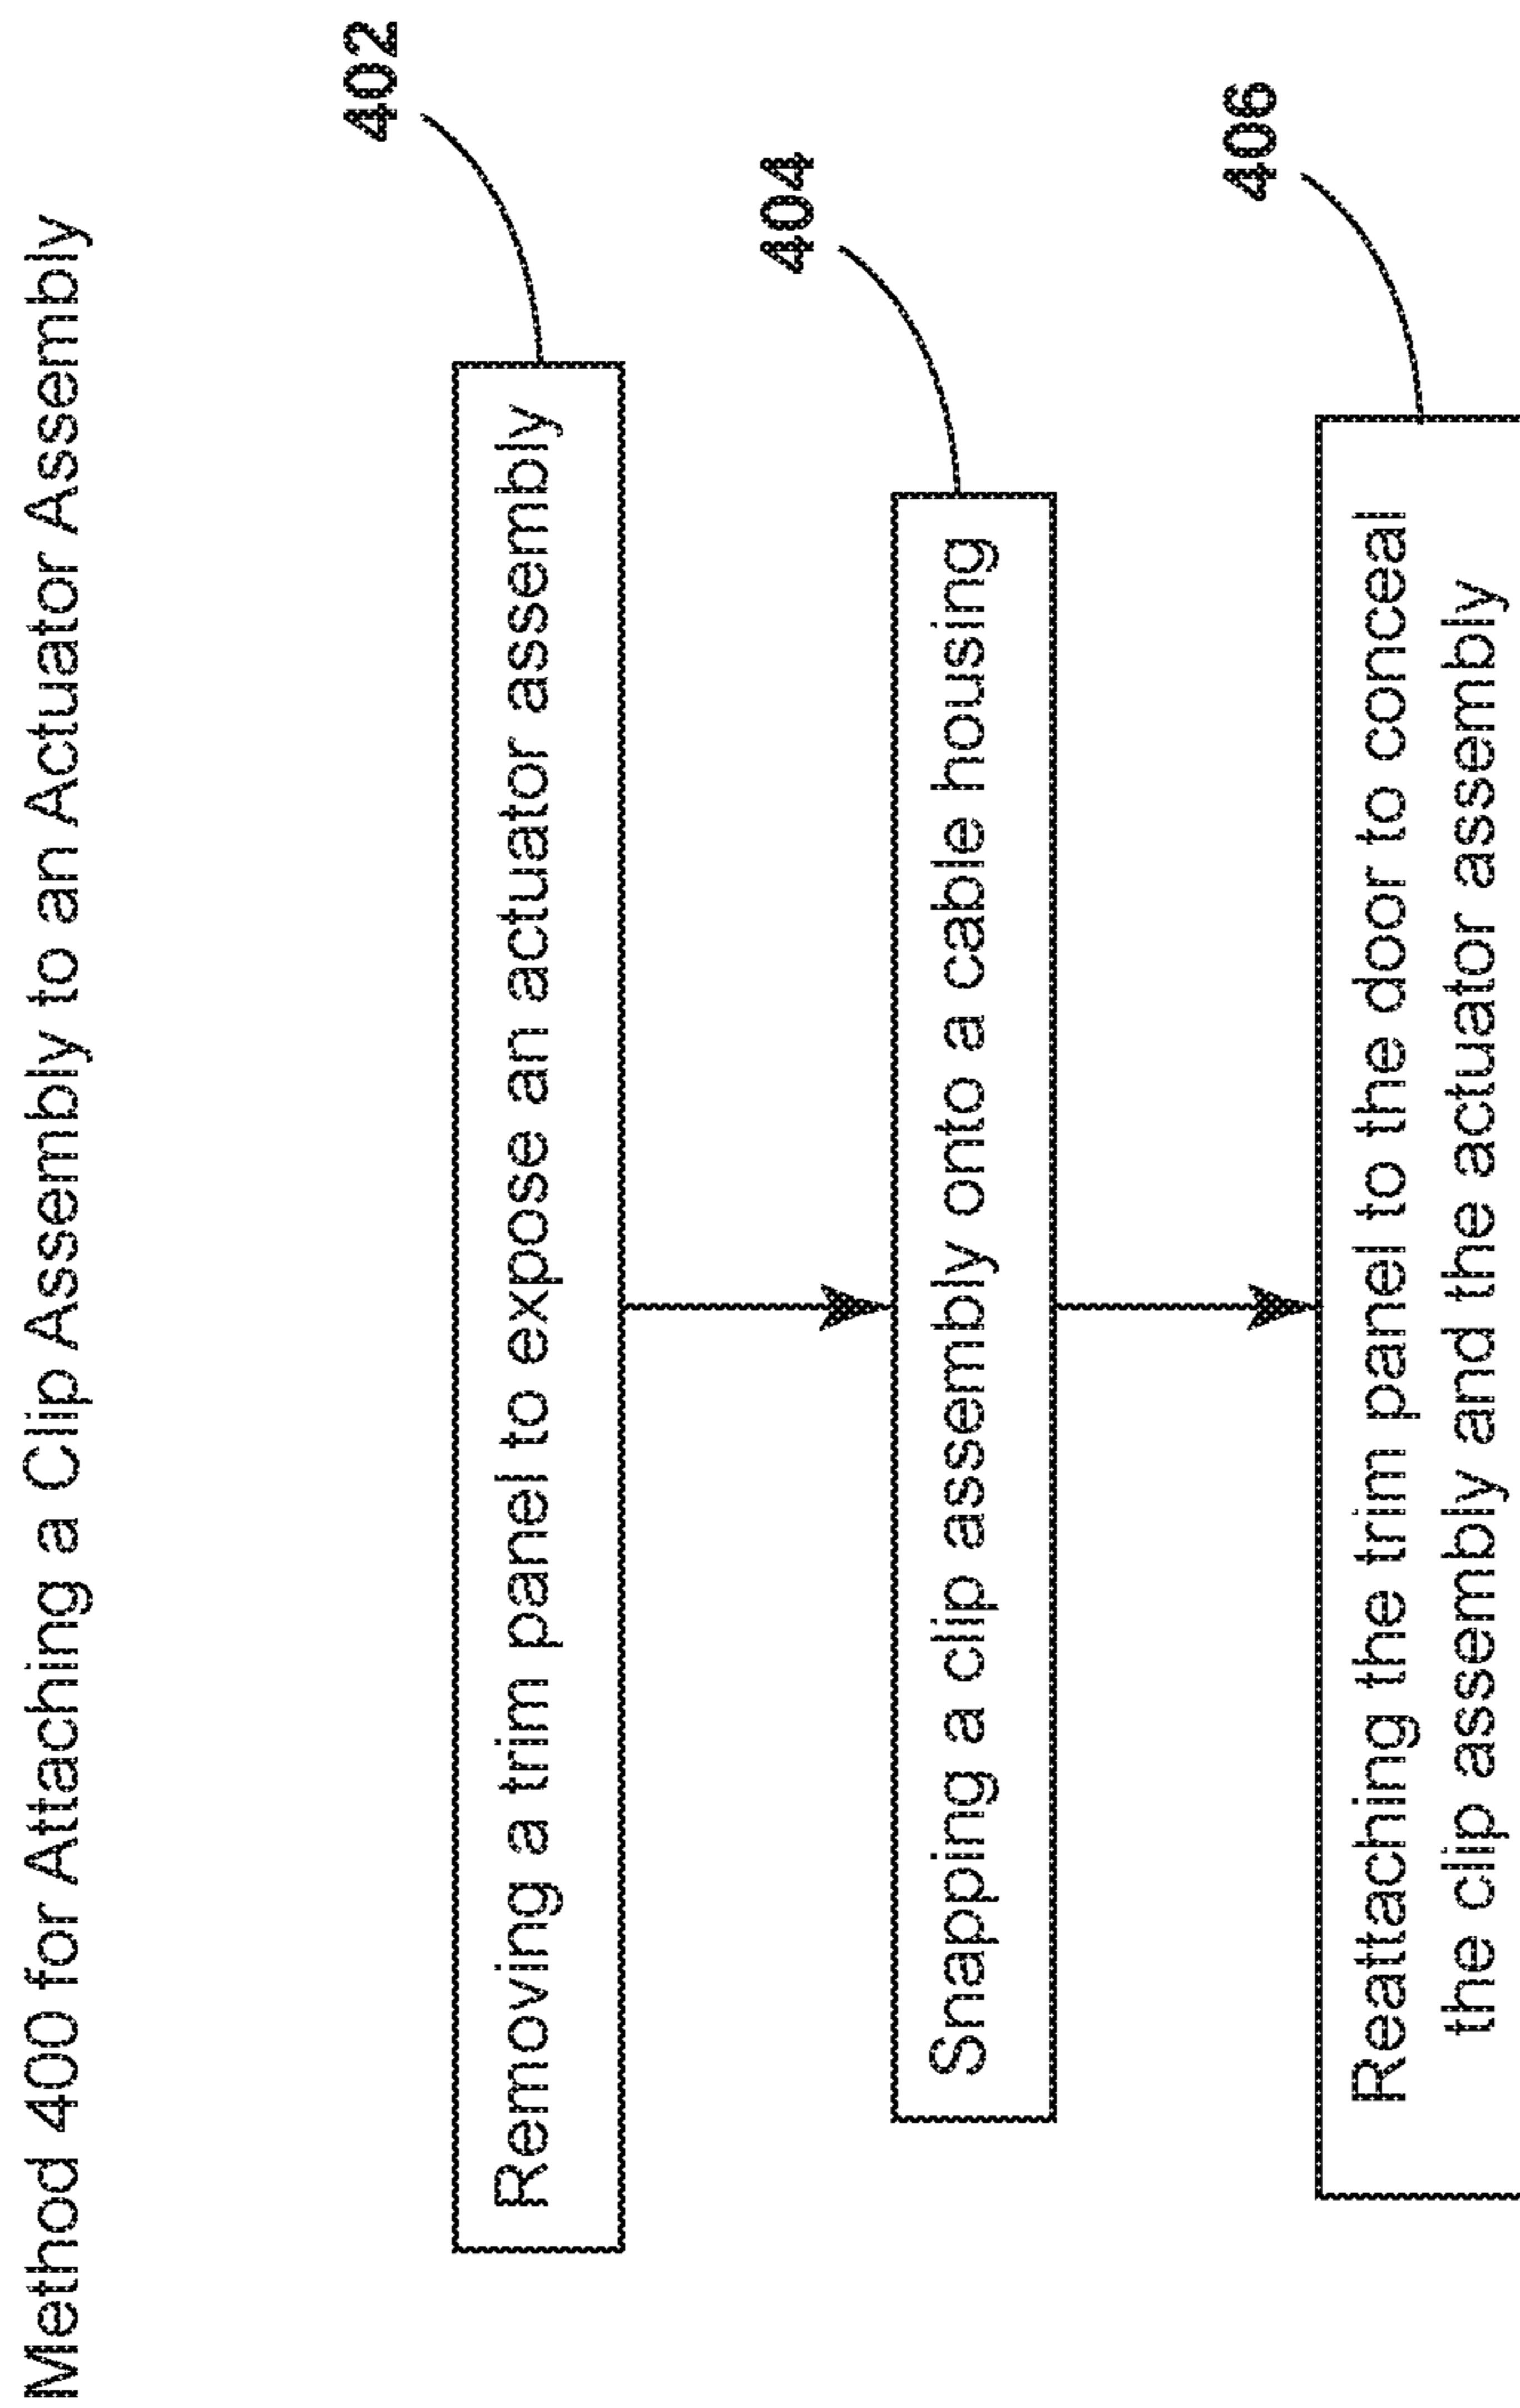 Method 400 for Attaching a Clip Assembly to an Actuator Assembly
402
Removing a trim panel to expose an actuator assembly
404
Snapping a clip assembly onto a cable housing
406
Reattaching the trim panel to the door to conceal
the clip assembly and the actuator assembly